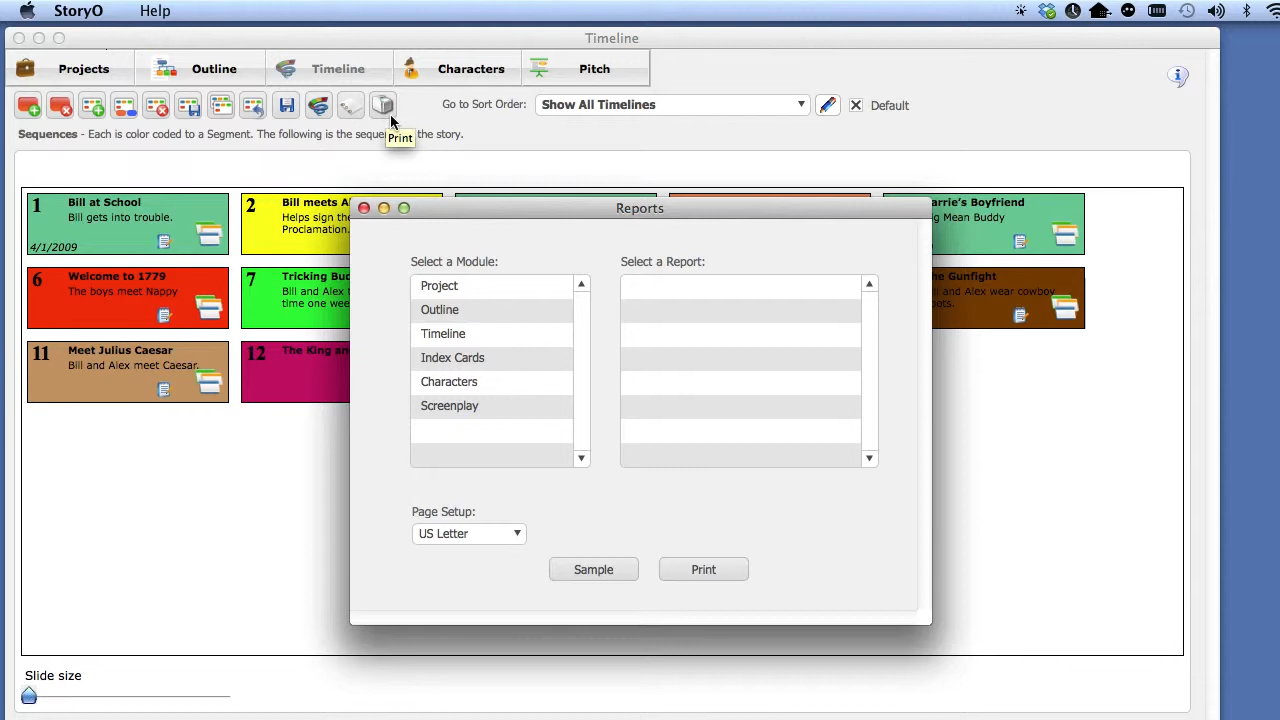 StoryO Help
Timeline
Projects Outline Timeline Characters Pitch
Go to Sort Order: Show All Timelines Default
Print
Sequences - Each is color coded to a Segment. The following is the seque the story.
1 Bill at School
Bill gets into trouble.
4/1/2009
2 Bill meets A
Helps sign th
Proclamation.
arrie's Boyfriend
g Mean Buddy
6 Welcome to 1779
The boys meet Nappy
7 Tricking Bu
Bill and Alex t
time one wee
he Gunfight
ll and Alex wear cowboy
oots.
11 Meet Julius Caesar
Bill and Alex meet Caesar.
12 The King an
Reports
Select a Module: Select a Report:
Project
Outline
Timeline
Index Cards
Characters
Screenplay
Page Setup:
US Letter
Sample Print
Slide size